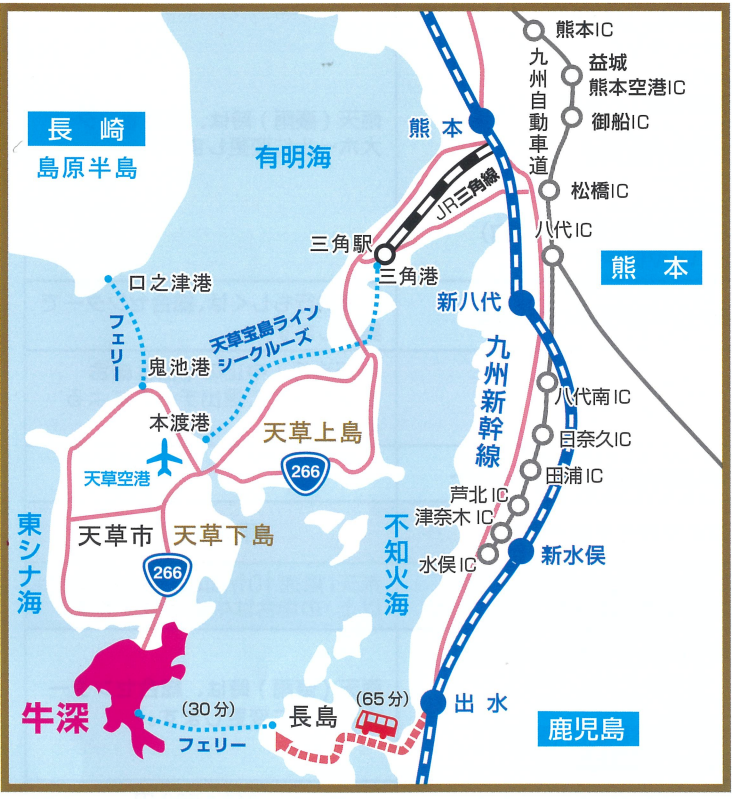 熊本IC
益城
熊本空港IC
九州自動車道
御船IC
長崎
熊本
島原半島
有明海
JR三角線
松橋IC
八代IC
三角駅
三角港
熊本
口之津港
新八代
フェリー
天草宝島ライン
シークルーズ
九州新幹線
鬼池港
八代南IC
本渡港
天草上島
日奈久IC
266
天草空港
田浦IC
芦北IC
津奈木IC
東シナ海
天草市
天草下島
不知火海
新水俣
水俣IC
266
牛深
(30分)
フェリー
長島
(65分)
出水
鹿児島